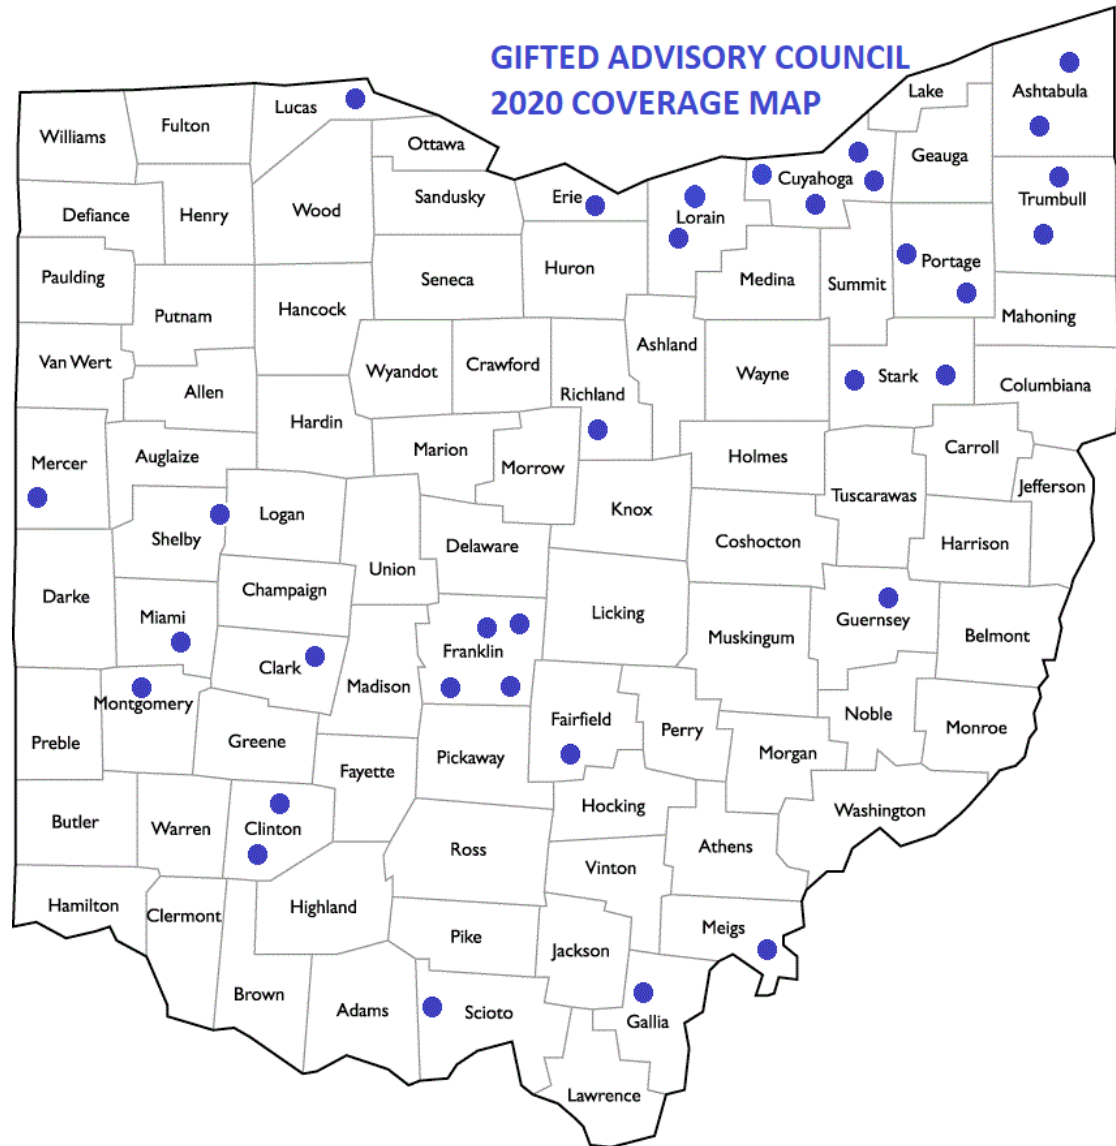 GIFTED ADVISORY COUNCIL
2020 COVERAGE MAP
Lake
Ashtabula
Lucas
Fulton
Williams
Ottawa
Geauga
Cuyahoga
Erie
Sandusky
Trumbull
Wood
Defiance
Henry
Lorain
Portage
Huron
Seneca
Medina
Summit
Paulding
Hancock
Putnam
Mahoning
Ashland
Van Wert
Crawford
Wyandot
Wayne
Stark
Columbiana
Allen
Richland
Hardin
Carroll
Marion
Holmes
Auglaize
Mercer
Morrow
Jefferson
Tuscarawas
Knox
Logan
Shelby
Coshocton
Harrison
Delaware
Union
Champaign
Darke
Licking
Miami
Guernsey
Muskingum
Belmont
Franklin
Clark
Madison
Montgomery
Noble
Fairfield
Perry
Monroe
Preble
Greene
Pickaway
Morgan
Fayette
Hocking
Washington
Butler
Warren
Clinton
Ross
Athens
Vinton
Hamilton
Highland
Clermont
Meigs
Pike
Jackson
Brown
Adams
Scioto
Gallia
Lawrence